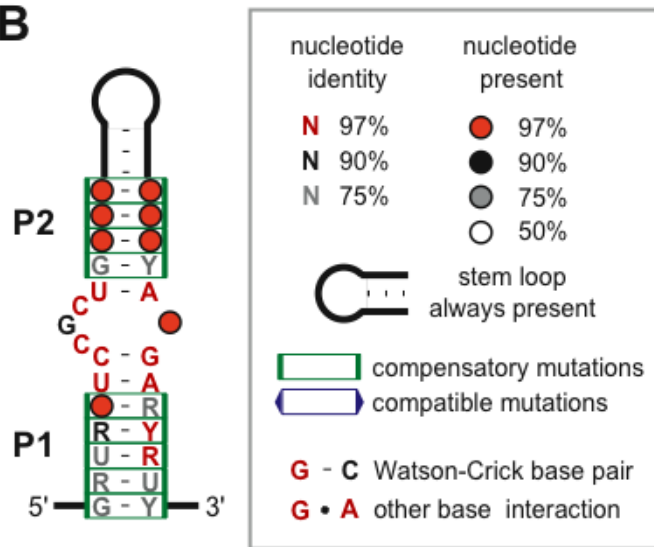 B
P2
G - Y
U - A
C
G
C
C - G
U - A
- R
P1
R - Y
U - R
R - U
5' G - Y 3'
nucleotide
identity
N 97%
N 90%
N 75%
nucleotide
present
97%
90%
75%
50%
stem loop
always present
compensatory mutations
compatible mutations
G - C Watson-Crick base pair
G • A other base interaction